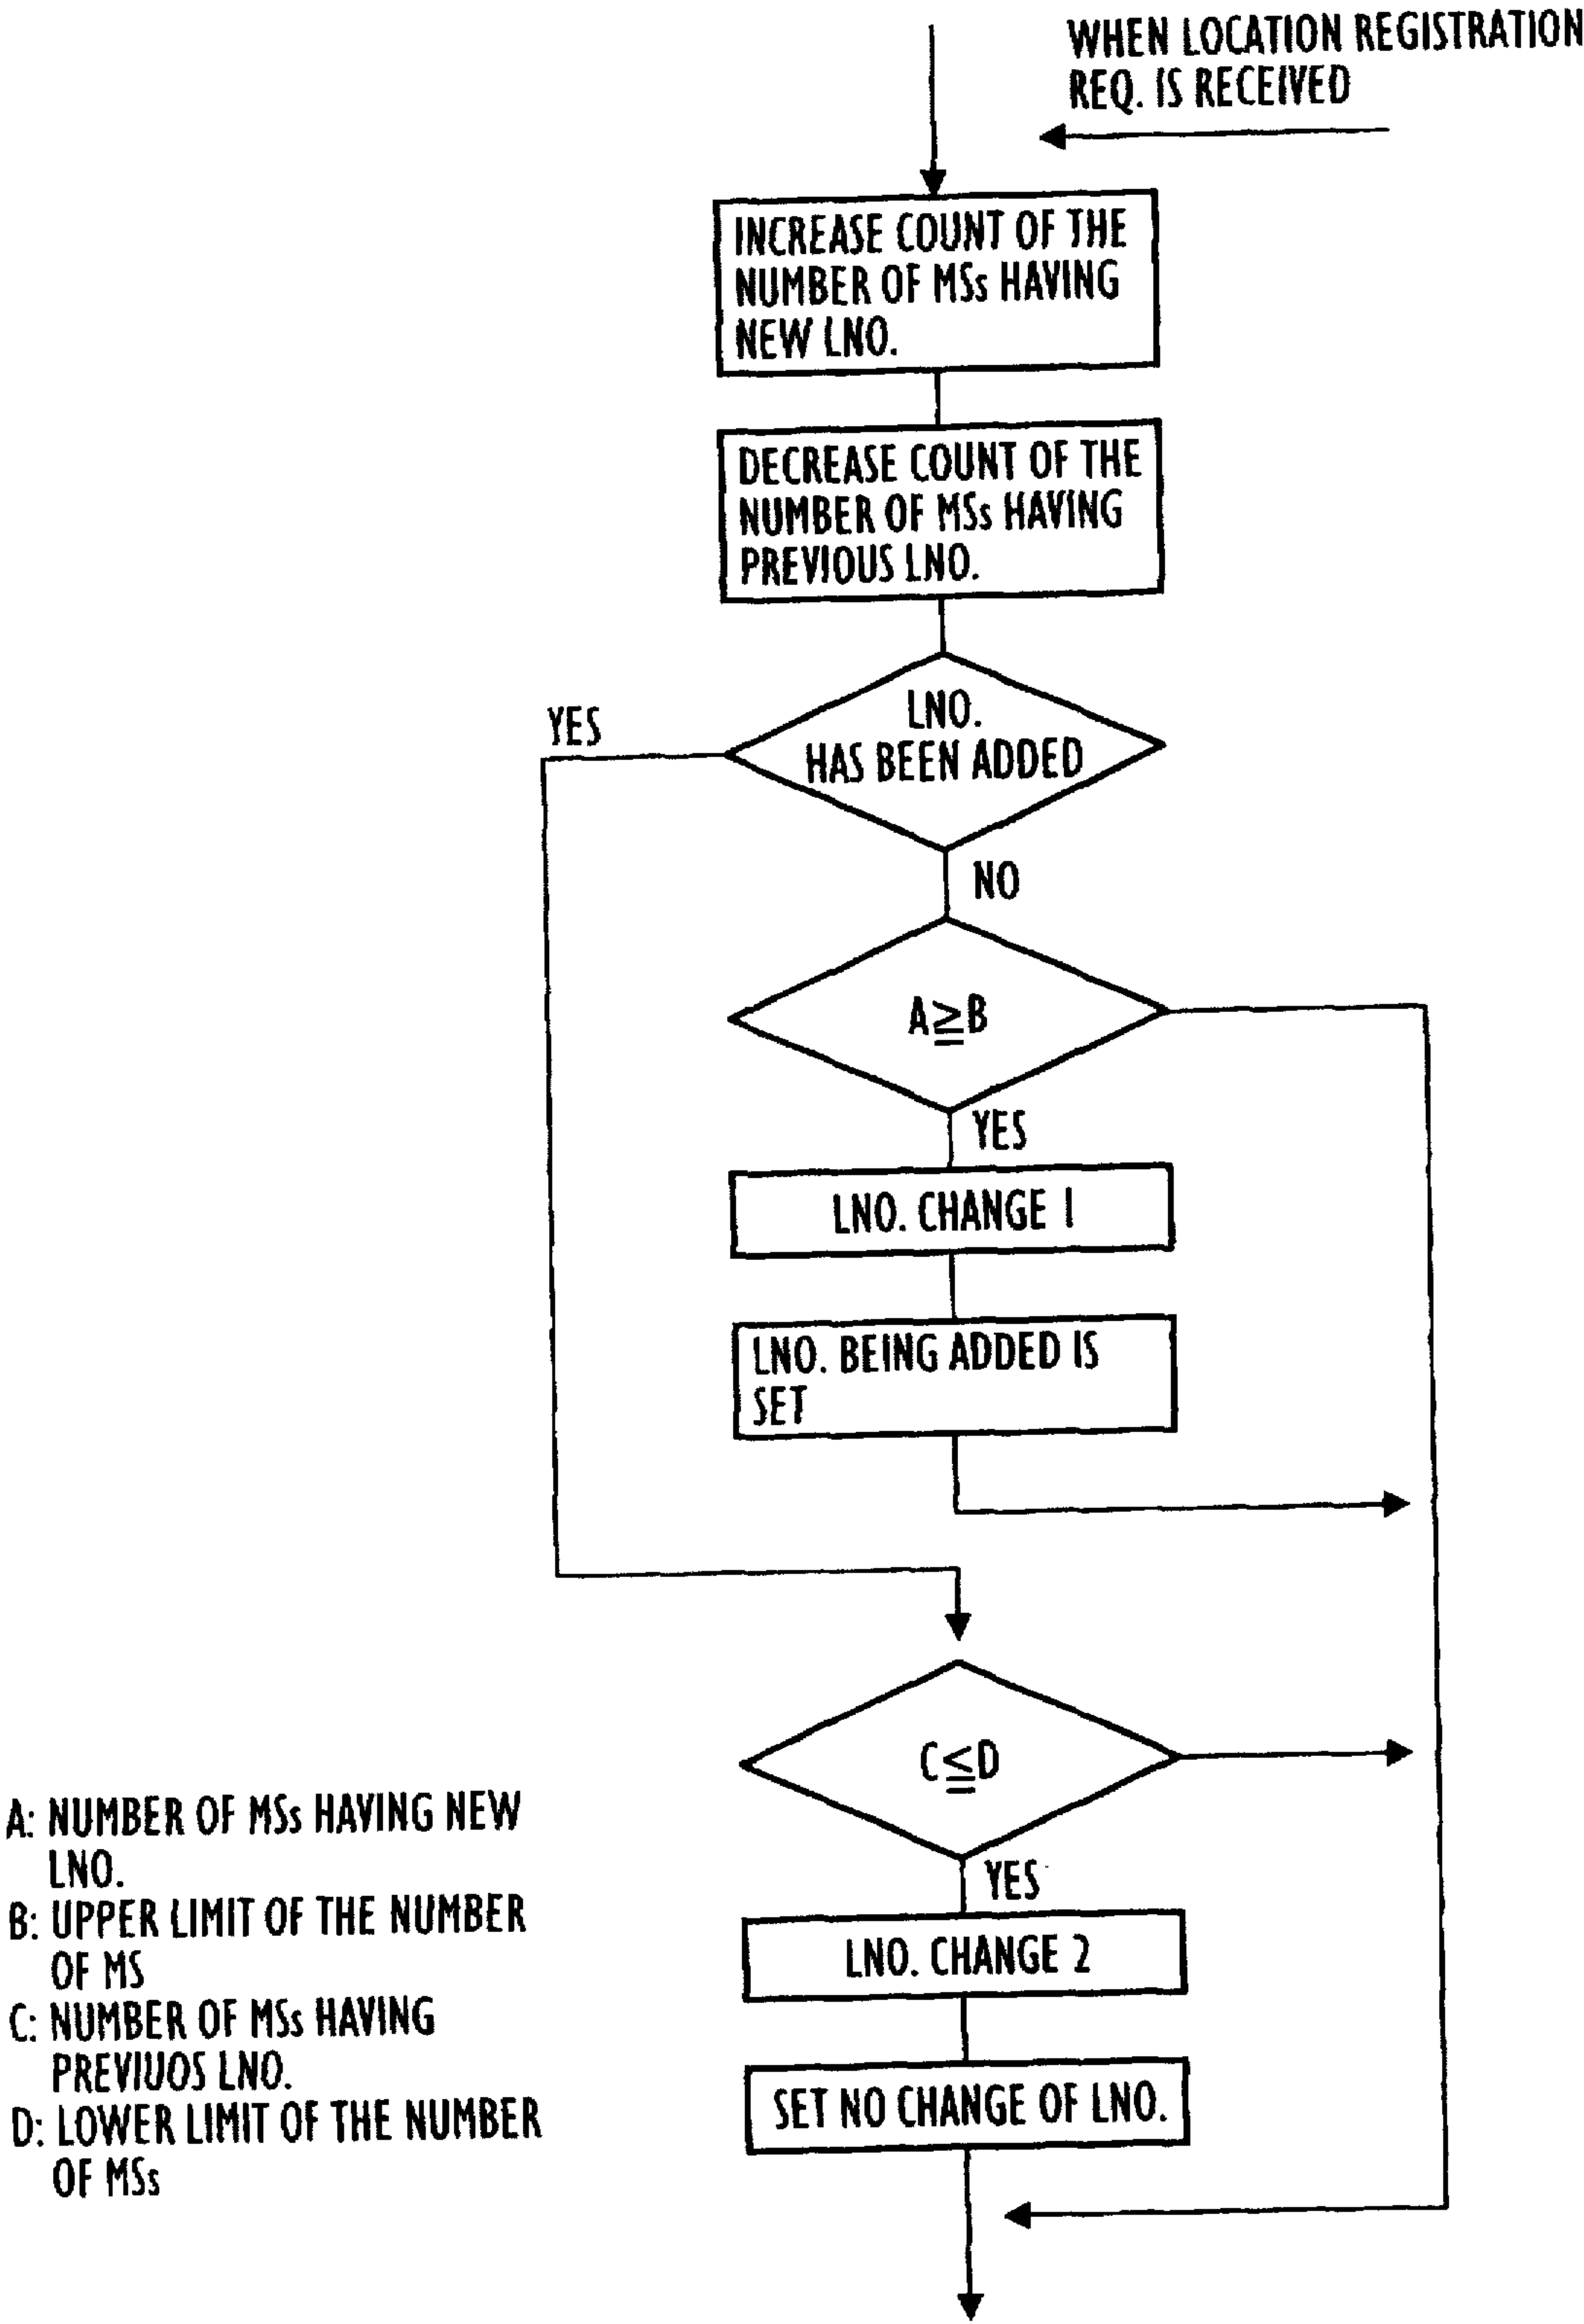 WHEN LOCATION REGISTRATION
REQ. IS RECEIVED
INCREASE COUNT OF THE
NUMBER OF MSs HAVING
NEW LNO.
DECREASE COUNT OF THE
NUMBER OF MSs HAVING
PREVIOUS LNO.
LNO.
HAS BEEN ADDED
YES
NO
A≧B
YES
LNO. CHANGE 1
LNO. BEING ADDED IS
SET
C≦D
YES
LNO. CHANGE 2
SET NO CHANGE OF LNO.
A: NUMBER OF MSs HAVING NEW
LNO.
B: UPPER LIMIT OF THE NUMBER
OF MS
C: NUMBER OF MSs HAVING
PREVIUOS LNO.
D: LOWER LIMIT OF THE NUMBER
OF MSs